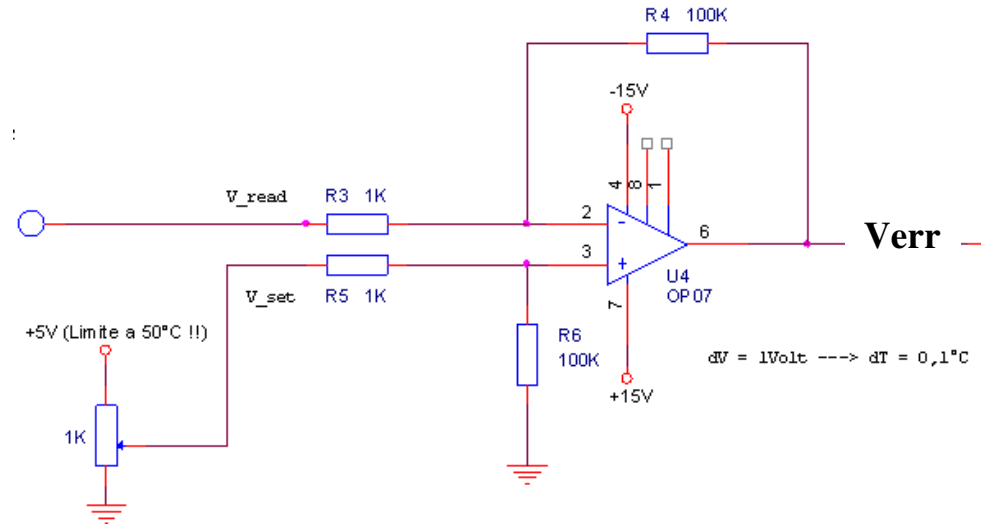 R4 100K
-15V
:
4
8
1
V_read
R3 1K
2
-
6
Verr
3
+
V_set
R5 1K
U4
OP07
7
+5V (Limite a 50°C !!)
R6
100K
dV = 1Volt ---> dT = 0,1°C
+15V
1K